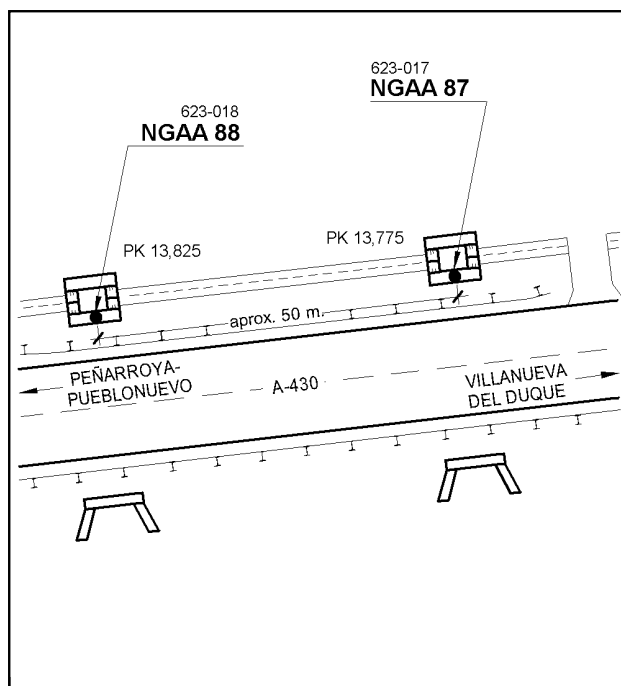 623-017
NGAA 87
623-018
NGAA 88
PK 13,825
PK 13,775
aprox. 50 m.
PEÑARROYA-
PUEBLONUEVO
A-430
VILLANUEVA
DEL DUQUE